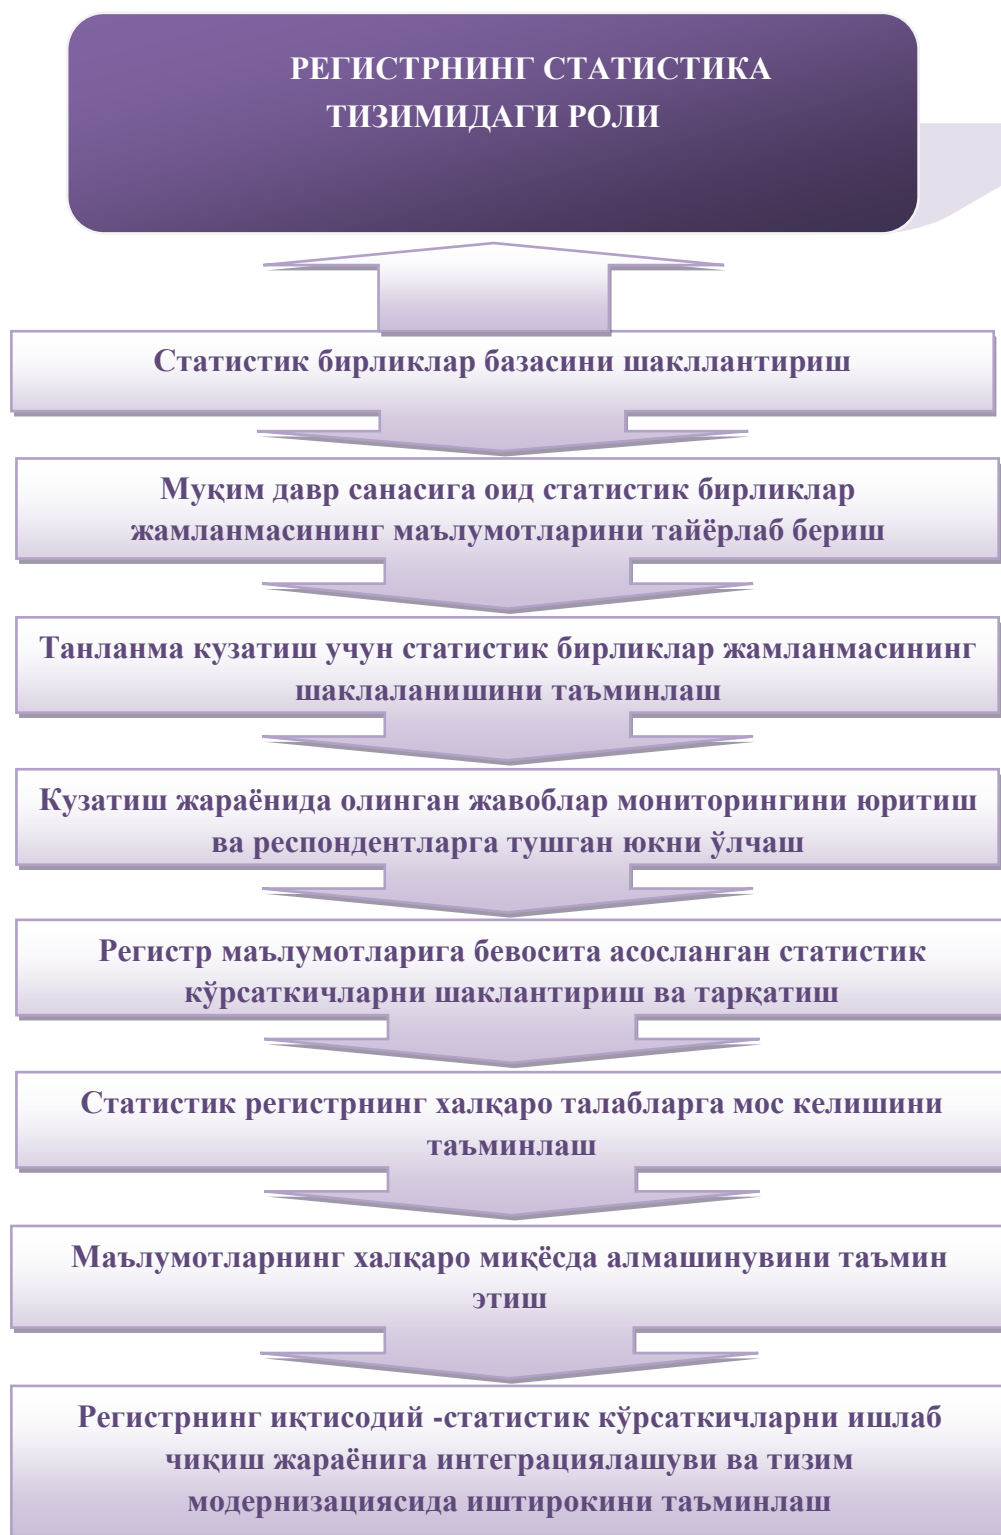 РЕГИСТРНИНГ СТАТИСТИКА
ТИЗИМИДАГИ РОЛИ
Статистик бирликлар базасини шакллантириш
Муқим давр санасига оид статистик бирликлар
жамланмасининг маълумотларини тайёрлаб бериш
Танланма кузатиш учун статистик бирликлар жамланмасининг
шаклаланишини таъминлаш
Кузатиш жараёнида олинган жавоблар мониторингини юритиш
ва респондентларга тушган юкни ўлчаш
Регистр маълумотларига бевосита асосланган статистик
кўрсаткичларни шаклантириш ва тарқатиш
Статистик регистрнинг халқаро талабларга мос келишини
таъминлаш
Маълумотларнинг халқаро миқёсда алмашинувини таъмин
этиш
Регистрнинг иқтисодий -статистик кўрсаткичларни ишлаб
чиқиш жараёнига интеграциялашуви ва тизим
модернизациясида иштирокини таъминлаш